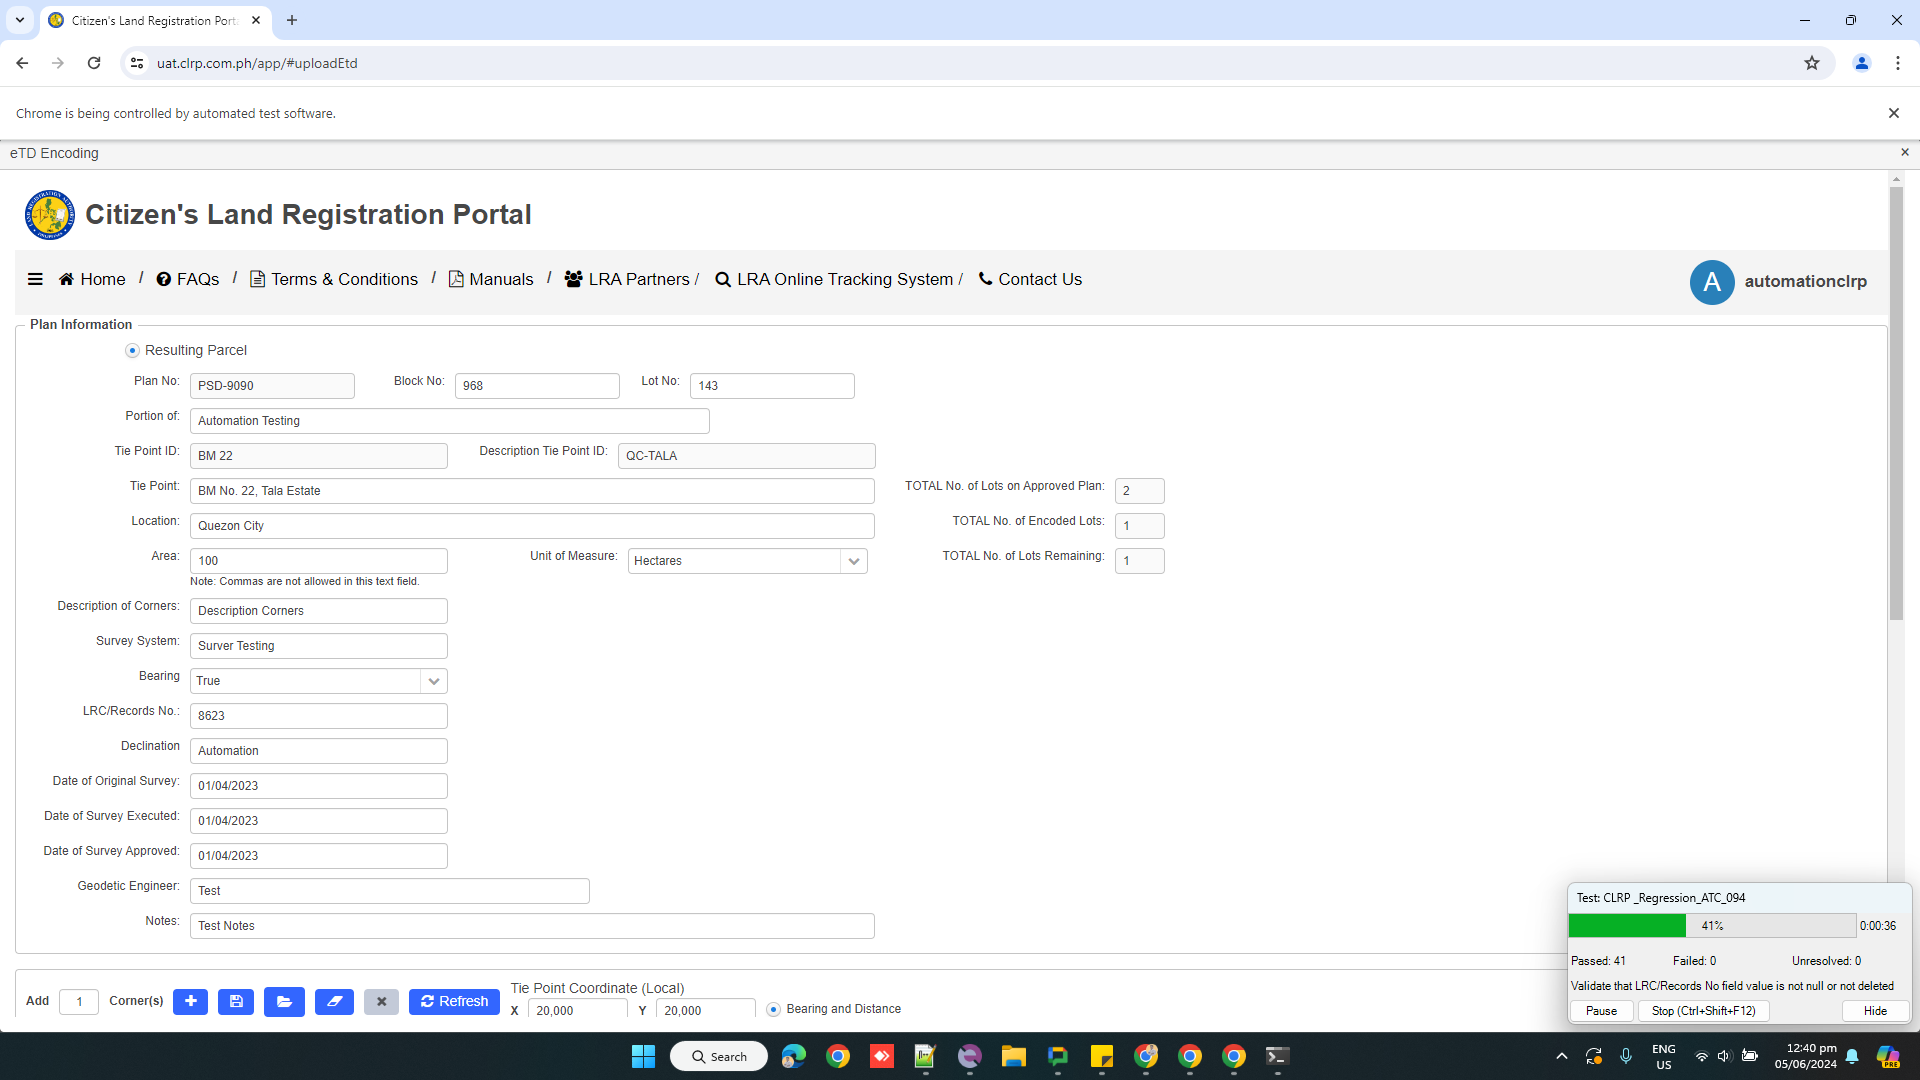 Citizen's Land Registration Porta
uat.clrp.com.ph/app/#uploadEtd
Chrome is being controlled by automated test software.
eTD Encoding
Citizen's Land Registration Portal
Home / FAQs / Terms & Conditions / Manuals / LRA Partners / LRA Online Tracking System / Contact Us
A automationclrp
Plan Information
Resulting Parcel
Plan No: PSD-9090 Block No: 968 Lot No: 143
Portion of: Automation Testing
Tie Point ID: BM 22 Description Tie Point ID: QC-TALA
Tie Point: BM No. 22, Tala Estate TOTAL No. of Lots on Approved Plan: 2
Location: Quezon City TOTAL No. of Encoded Lots: 1
Area: 100 Unit of Measure: Hectares TOTAL No. of Lots Remaining: 1
Note: Commas are not allowed in this text field.
Description of Corners: Description Corners
Survey System: Surver Testing
Bearing True
LRC/Records No.: 8623
Declination Automation
Date of Original Survey: 01/04/2023
Date of Survey Executed: 01/04/2023
Date of Survey Approved: 01/04/2023
Geodetic Engineer: Test
Notes: Test Notes
Add 1 Corner(s) Refresh
Tie Point Coordinate (Local)
X 20,000 Y 20,000 Bearing and Distance
Test: CLRP _Regression_ATC_094
41% 0:00:36
Passed: 41 Failed: 0 Unresolved: 0
Validate that LRC/Records No field value is not null or not deleted
Pause Stop (Ctrl+Shift+F12) Hide
Search
ENG
US
12:40 pm
05/06/2024
PRE